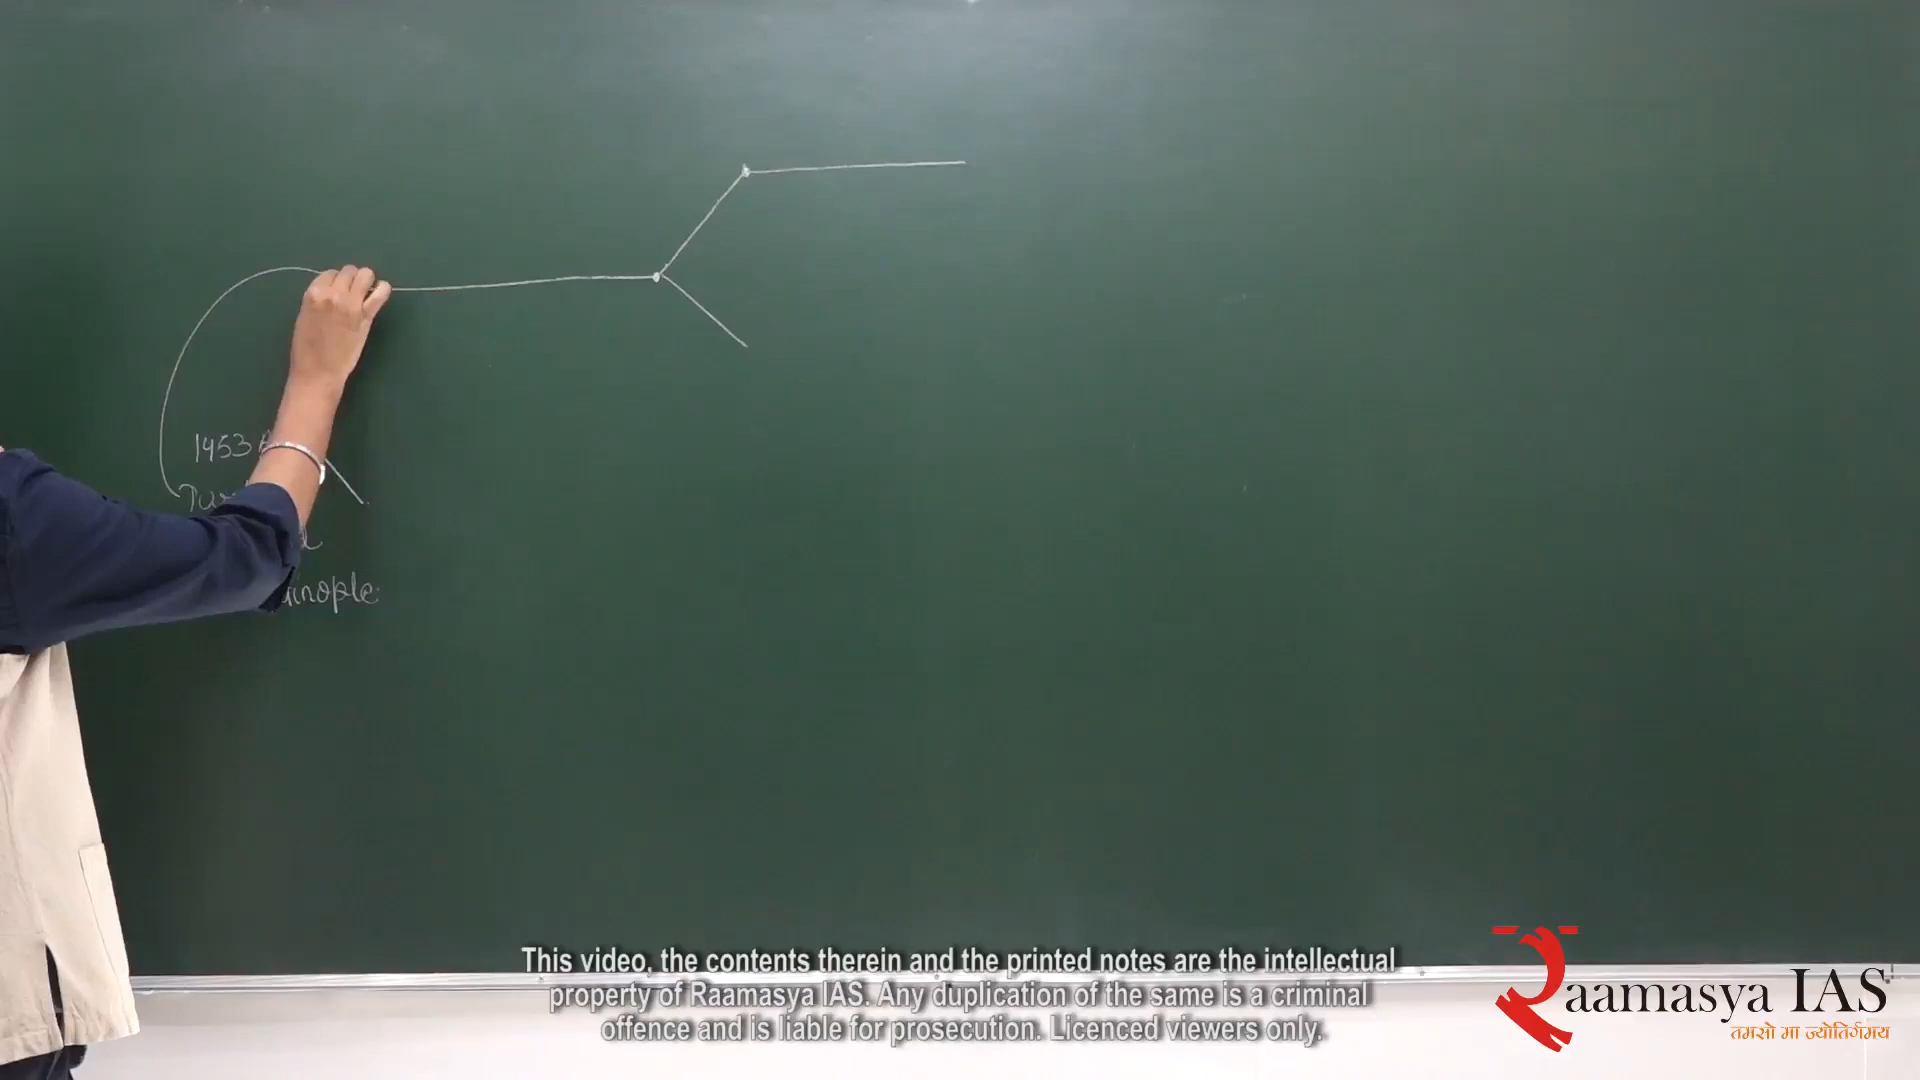 1453 A
inople
This video, the contents therein and the printed notes are the intellectual
property of Raamasya IAS. Any duplication of the same is a criminal
offence and is liable for prosecution. Licenced viewers only.
Raamasya IAS
तमसो मा ज्योतिर्गमय